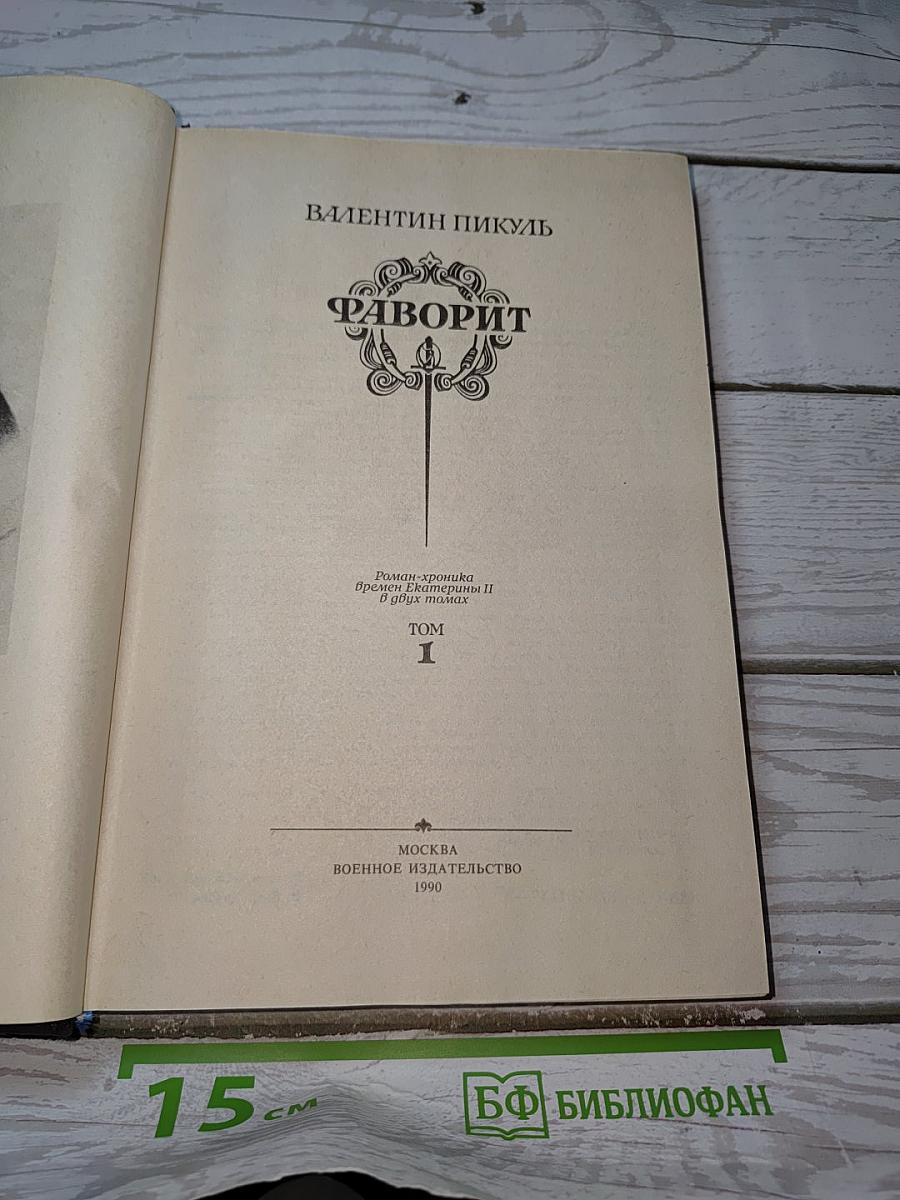 ВАЛЕНТИН ПИКУЛЬ
ФАВОРИТ
Роман-хроника
времен Екатерины II
в двух томах
ТОМ
1
МОСКВА
ВОЕННОЕ ИЗДАТЕЛЬСТВО
1990
15 см
БФ БИБЛИОФАН